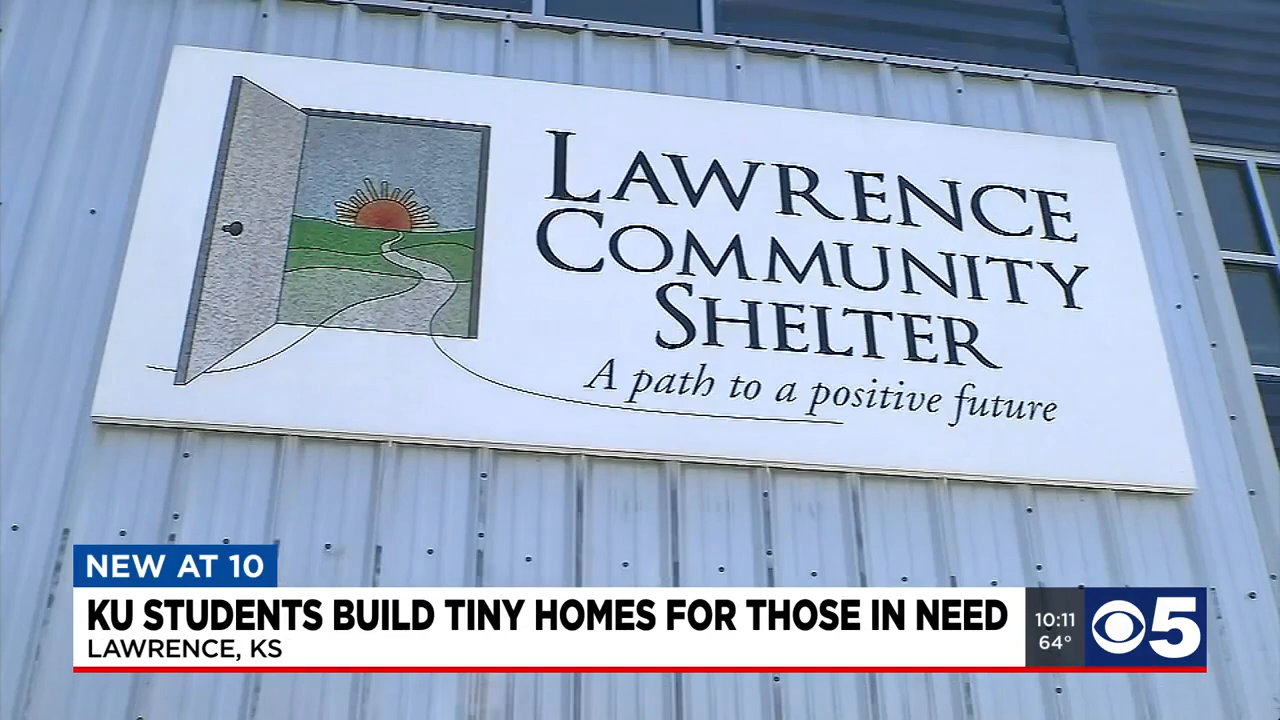 LAWRENCE
COMMUNITY
SHELTER
A path to a positive future
NEW AT 10
KU STUDENTS BUILD TINY HOMES FOR THOSE IN NEED
LAWRENCE, KS
10:11
64°
5